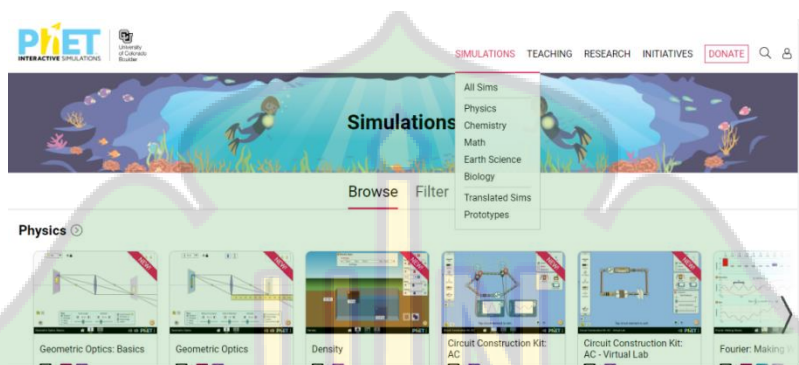 PhET
INTERACTIVE SIMULATIONS
University
of Colorado
Boulder
SIMULATIONS TEACHING RESEARCH INITIATIVES DONATE
All Sims
Physics
Chemistry
Math
Earth Science
Biology
Translated Sims
Prototypes
Simulations
Browse Filter
Physics
NEW!
NEW!
NEW!
NEW!
NEW!
Geometric Optics: Basics
Geometric Optics
Density
Circuit Construction Kit:
AC
Circuit Construction Kit:
AC - Virtual Lab
Fourier: Making